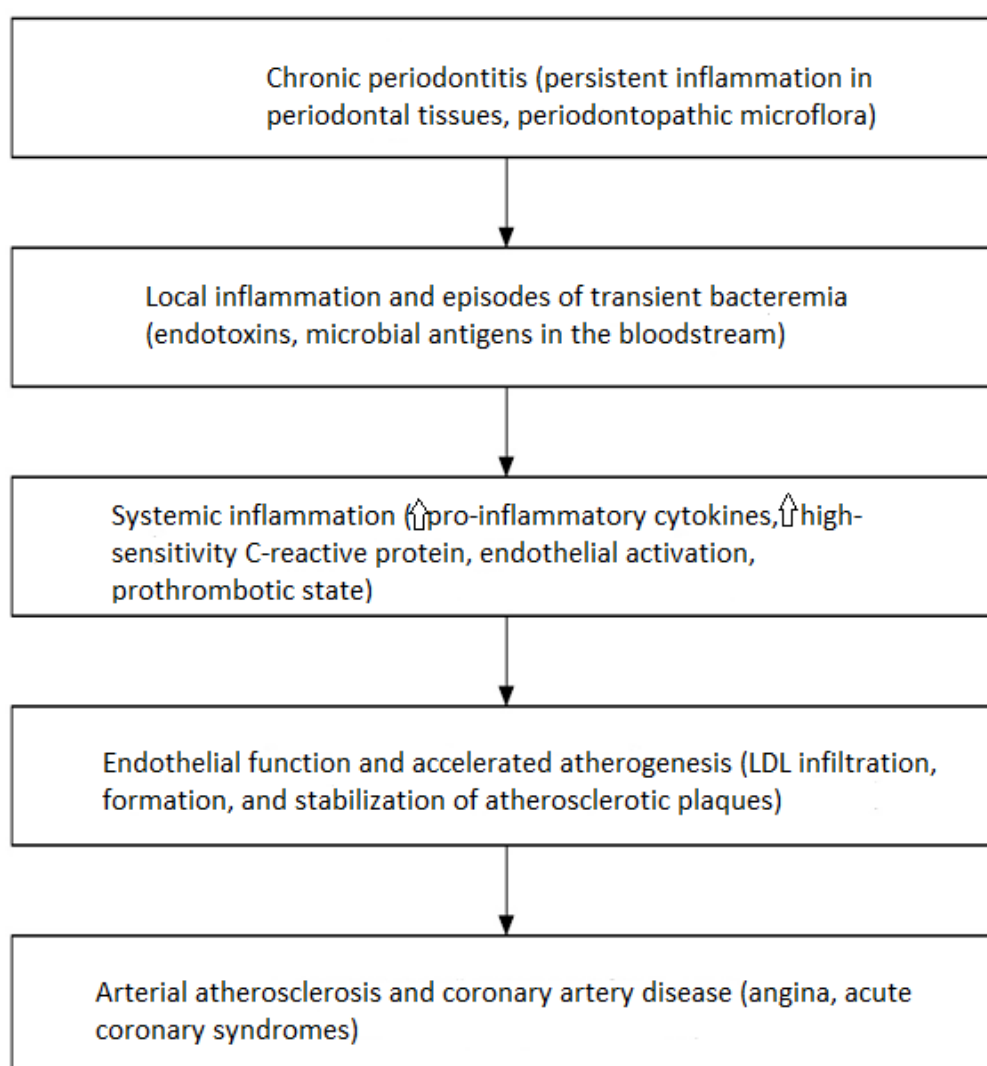 Chronic periodontitis (persistent inflammation in
periodontal tissues, periodontopathic microflora)
Local inflammation and episodes of transient bacteremia
(endotoxins, microbial antigens in the bloodstream)
Systemic inflammation (⇧pro-inflammatory cytokines,⇧high-
sensitivity C-reactive protein, endothelial activation,
prothrombotic state)
Endothelial function and accelerated atherogenesis (LDL infiltration,
formation, and stabilization of atherosclerotic plaques)
Arterial atherosclerosis and coronary artery disease (angina, acute
coronary syndromes)